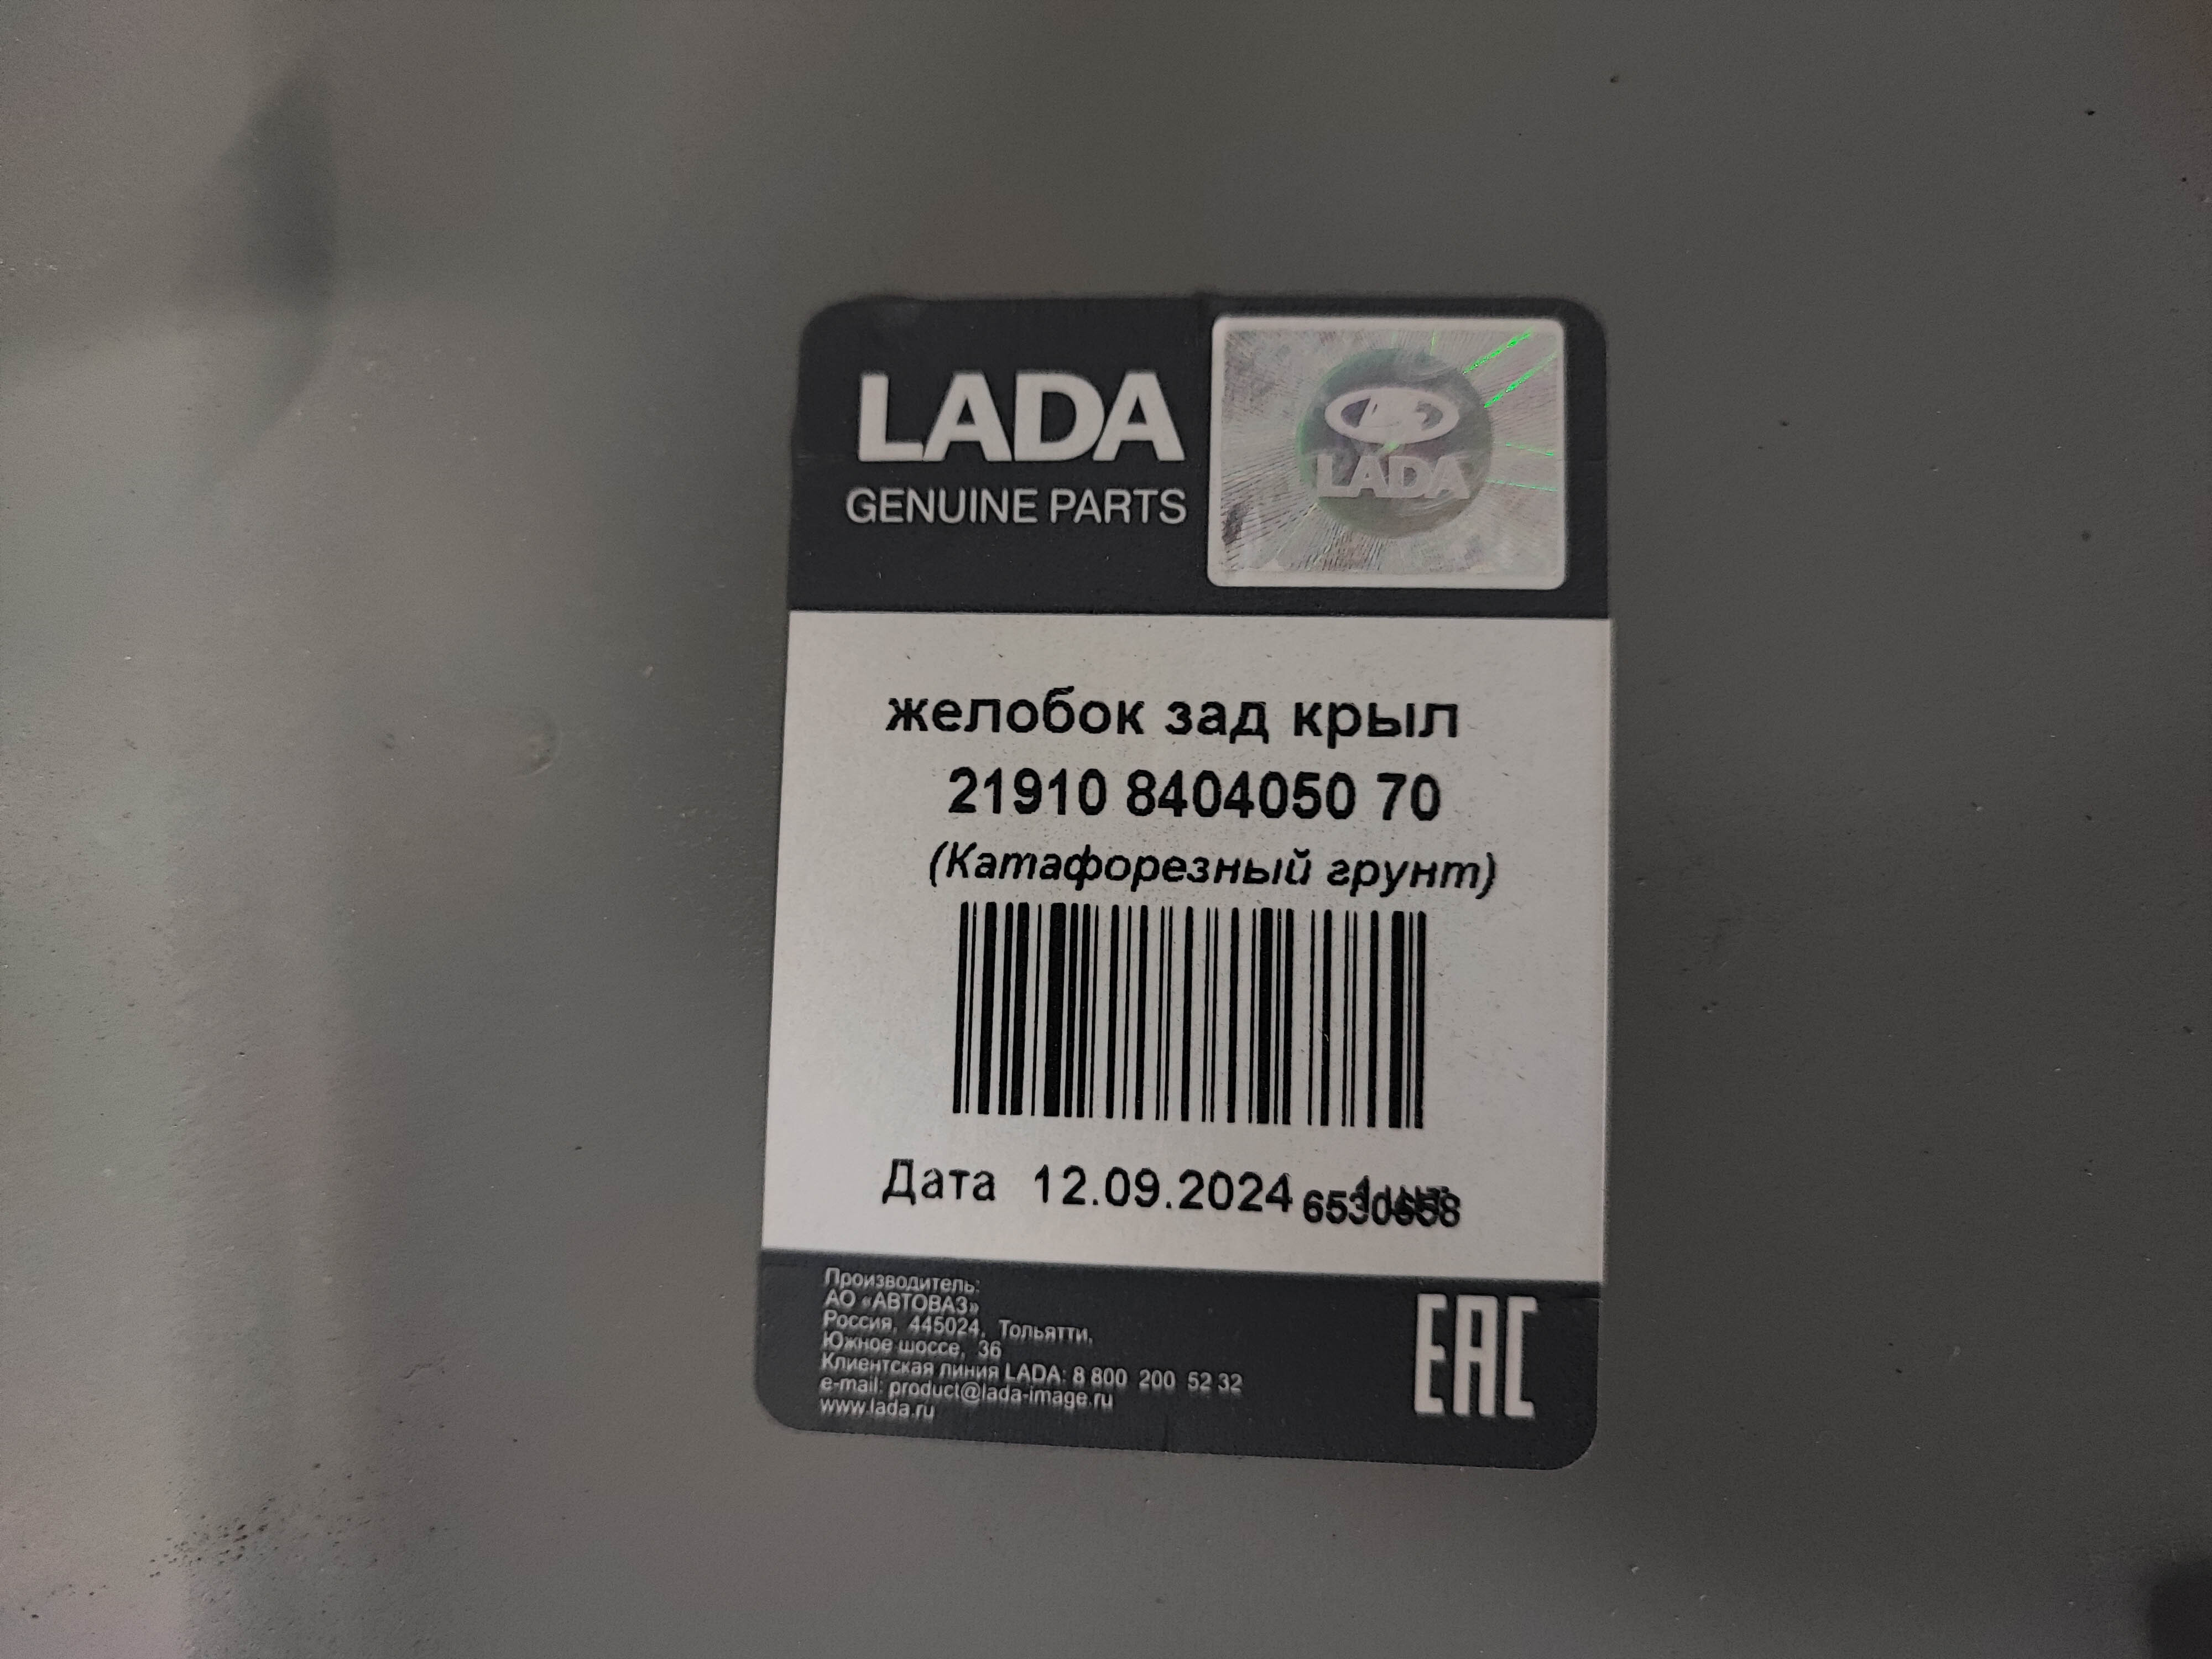 LADA
GENUINE PARTS
LADA
желобок зад крыл
21910 8404050 70
(Катафорезный грунт)
Дата 12.09.2024
Производитель:
АО «АВТОВАЗ»
Россия, 445024, Тольятти,
Южное шоссе, 36
Клиентская линия LADA: 8 800 200 52 32
e-mail: product@lada-image.ru
www.lada.ru
EAC